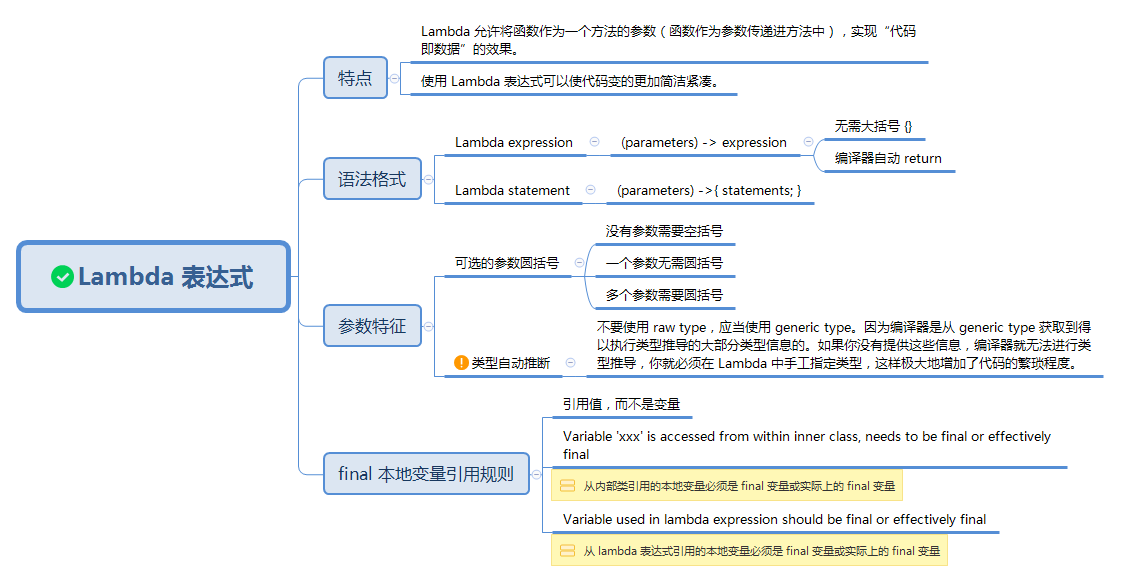 Lambda 表达式
特点
Lambda 允许将函数作为一个方法的参数（函数作为参数传递进方法中），实现“代码
即数据”的效果。
使用 Lambda 表达式可以使代码变的更加简洁紧凑。
语法格式
Lambda expression
(parameters) -> expression
无需大括号 {}
编译器自动 return
Lambda statement
(parameters) ->{ statements; }
参数特征
可选的参数圆括号
没有参数需要空括号
一个参数无需圆括号
多个参数需要圆括号
类型自动推断
不要使用 raw type，应当使用 generic type。因为编译器是从 generic type 获取到得
以执行类型推导的大部分类型信息的。如果你没有提供这些信息，编译器就无法进行类
型推导，你就必须在 Lambda 中手工指定类型，这样极大地增加了代码的繁琐程度。
final 本地变量引用规则
引用值，而不是变量
Variable 'xxx' is accessed from within inner class, needs to be final or effectively
final
从内部类引用的本地变量必须是 final 变量或实际上的 final 变量
Variable used in lambda expression should be final or effectively final
从 lambda 表达式引用的本地变量必须是 final 变量或实际上的 final 变量